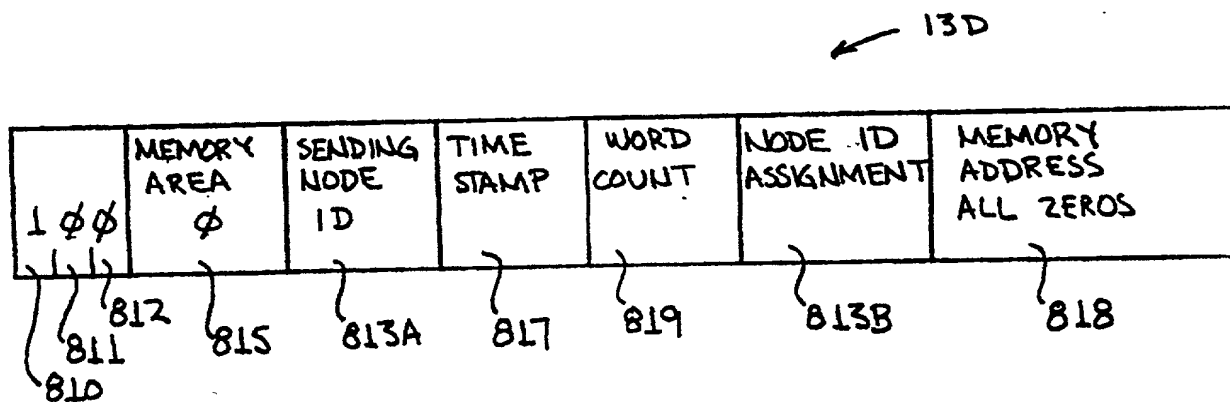 13D
1 φ φ
MEMORY
AREA
φ
SENDING
NODE
ID
TIME
STAMP
WORD
COUNT
NODE ID
ASSIGNMENT
MEMORY
ADDRESS
ALL ZEROS
810
811
812
815
813A
817
819
813B
818